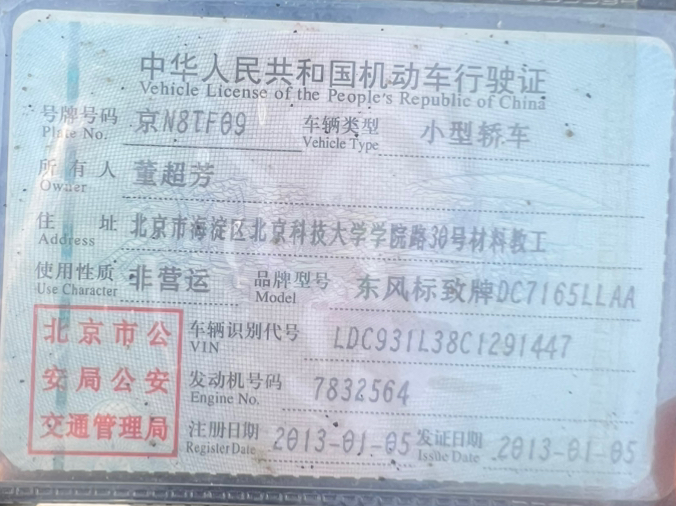 中华人民共和国机动车行驶证
Vehicle License of the People's Republic of China
号牌号码 京N8TF09 车辆类型 小型轿车
Plate No. Vehicle Type
所有人 董超芳
Owner
住址 北京市海淀区北京科技大学学院路30号材料教工
Address
使用性质 非营运 品牌型号 东风标致牌DC7165LLAA
Use Character Model
北京市公 车辆识别代号 LDC931L38C1291447
VIN
安局公安 发动机号码 7832564
Engine No.
交通管理局 注册日期 2013-01-05 发证日期 2013-01-05
Register Date Issue Date